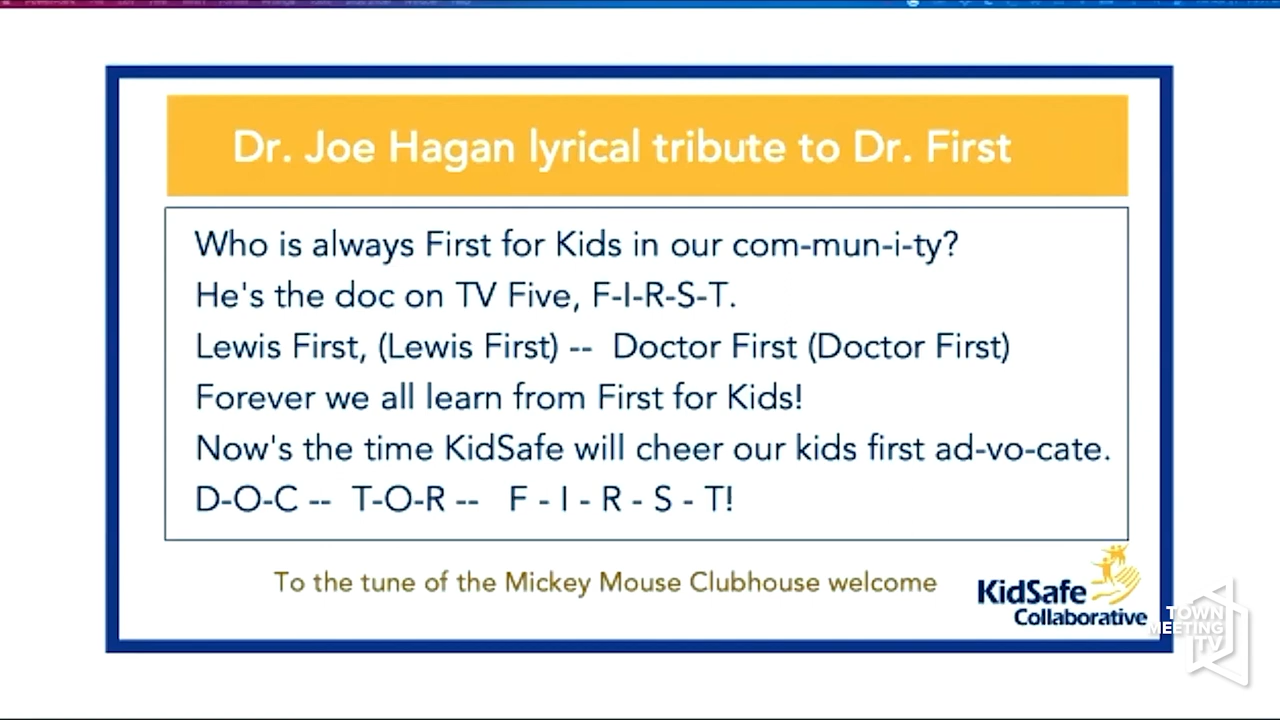 Dr. Joe Hagan lyrical tribute to Dr. First
Who is always First for Kids in our com-mun-i-ty?
He's the doc on TV Five, F-I-R-S-T.
Lewis First, (Lewis First) -- Doctor First (Doctor First)
Forever we all learn from First for Kids!
Now's the time KidSafe will cheer our kids first ad-vo-cate.
D-O-C -- T-O-R -- F - I - R - S - T!
To the tune of the Mickey Mouse Clubhouse welcome
KidSafe
Collaborative
TOWN
MEETING
TV